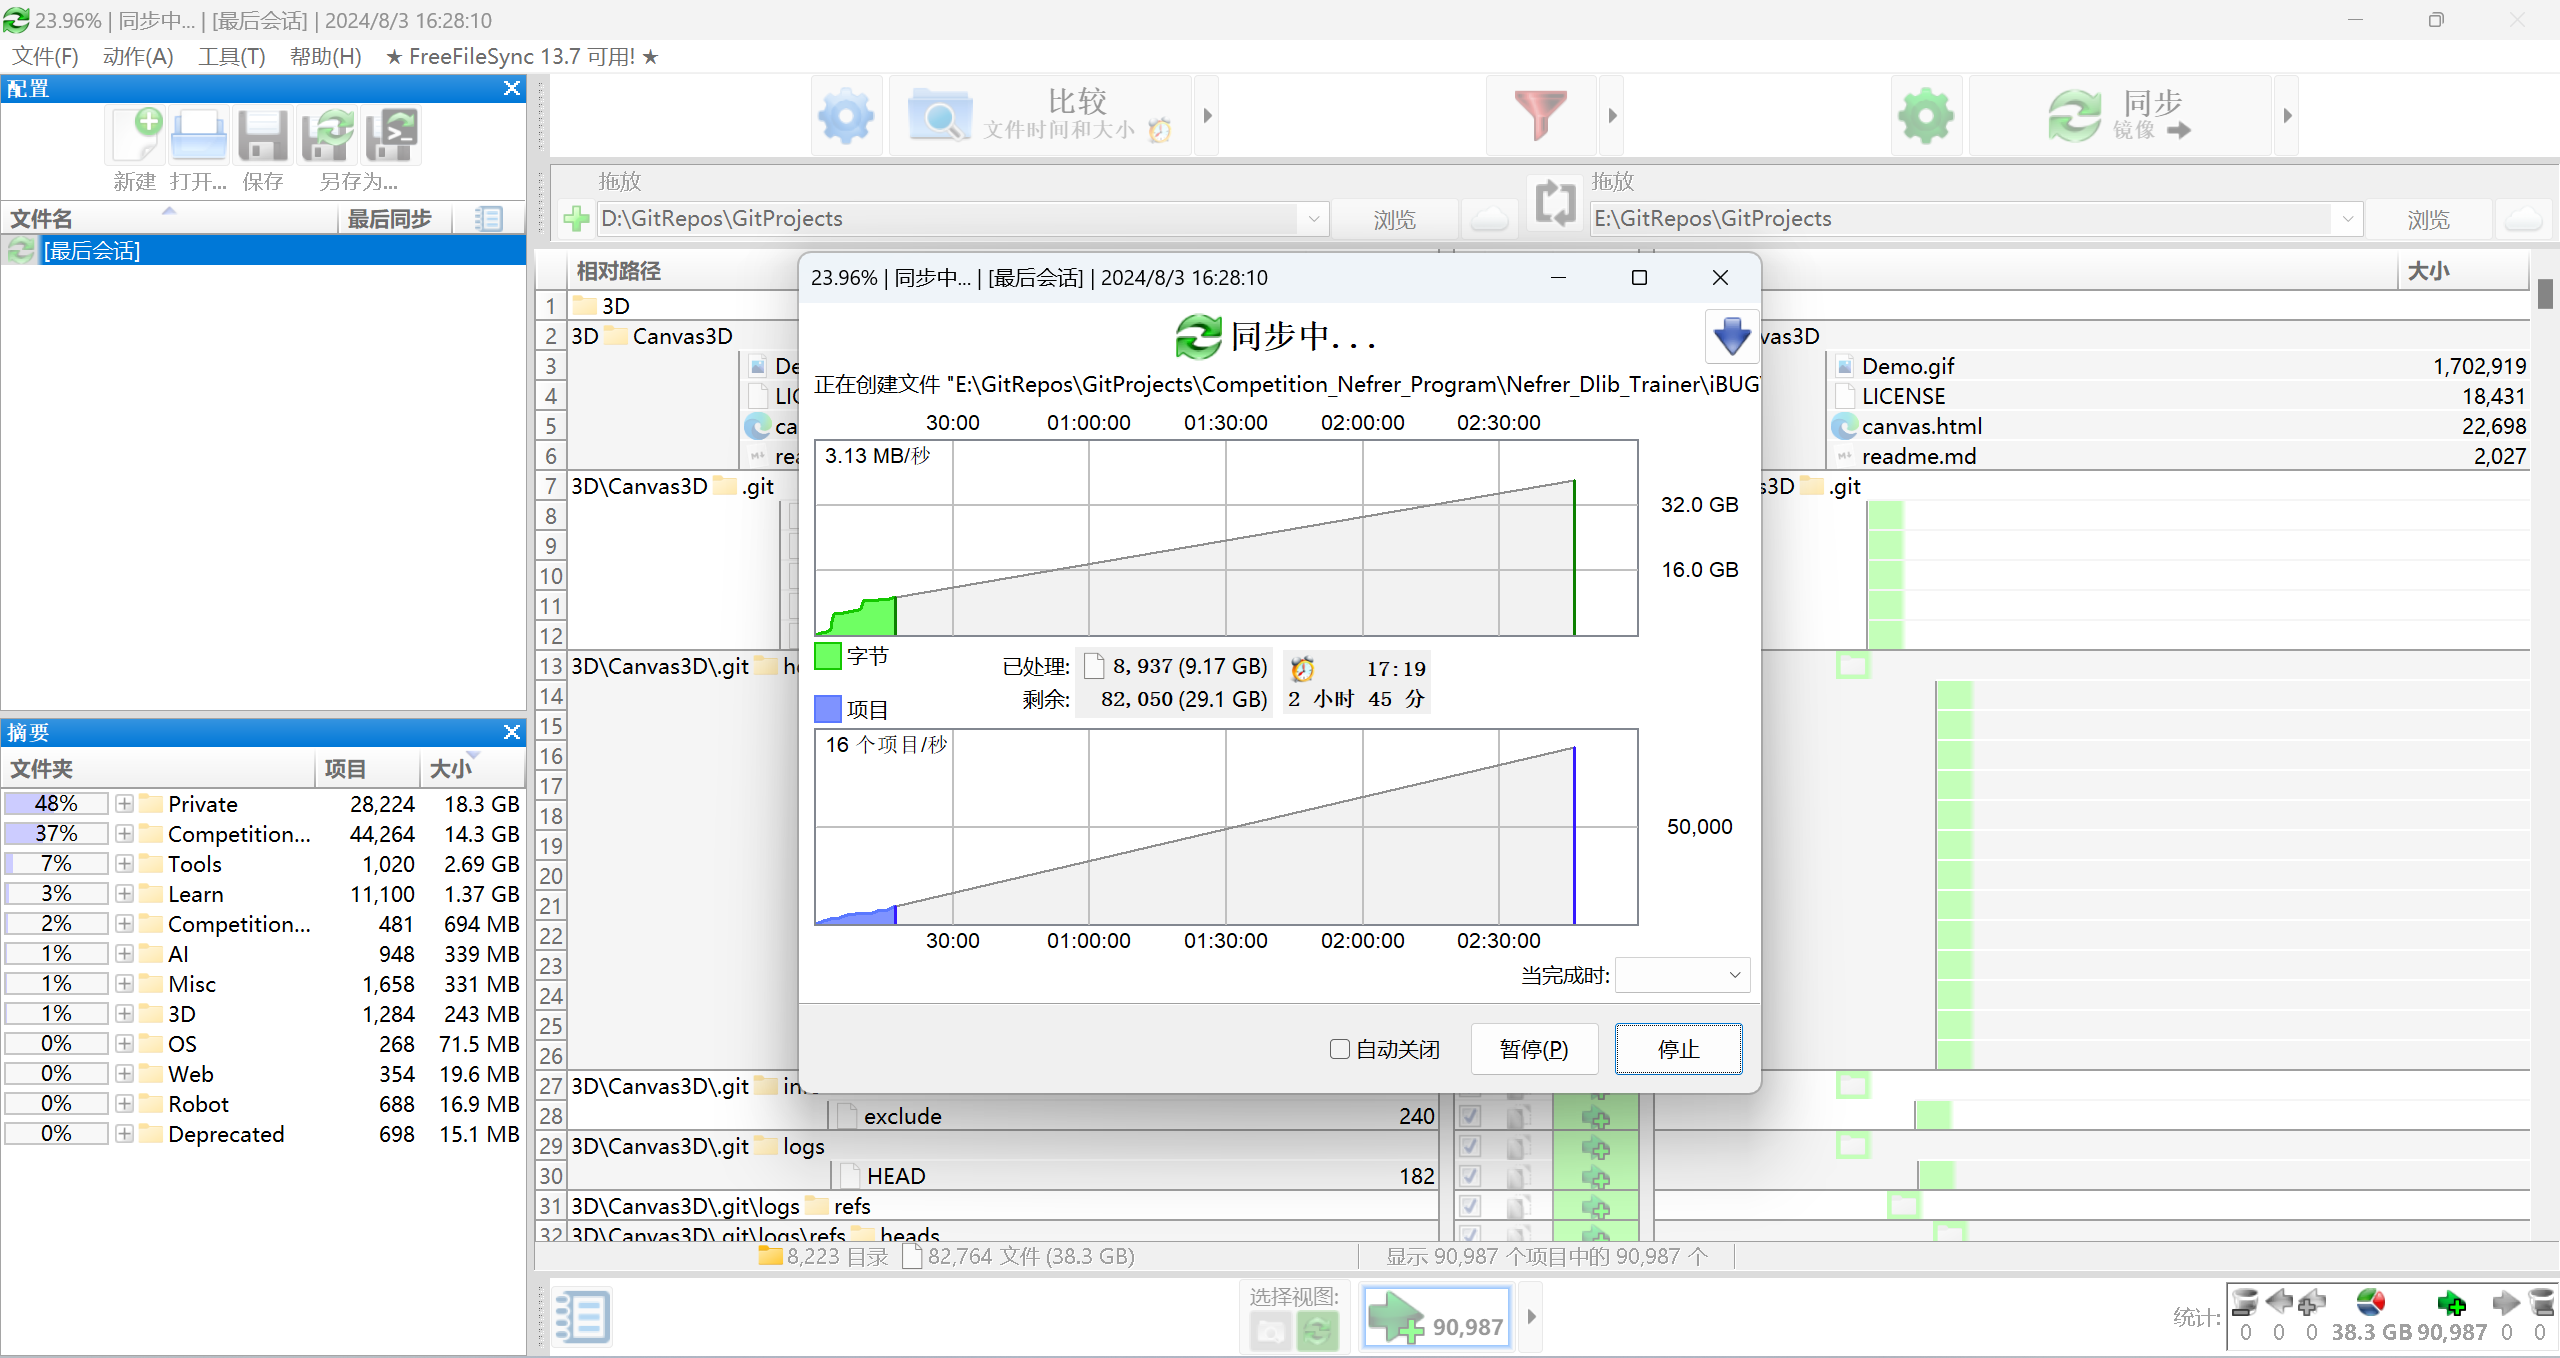 23.96% | 同步中... | [最后会话] | 2024/8/3 16:28:10
文件(F) 动作(A) 工具(T) 帮助(H) ★ FreeFileSync 13.7 可用! ★
配置
新建 打开... 保存 另存为...
文件名 最后同步
[最后会话]
比较
文件时间和大小
同步
镜像
拖放
D:\GitRepos\GitProjects 浏览
拖放
E:\GitRepos\GitProjects 浏览
相对路径
大小
1 3D
2 3D Canvas3D
3
4
5 ca
6
7 3D\Canvas3D .git
8
9
10
11
12
13 3D\Canvas3D\.git
14
15
16
17
18
19
20
21
22
23
24
25
26
27 3D\Canvas3D\.git
28 exclude 240
29 3D\Canvas3D\.git logs
30 HEAD 182
31 3D\Canvas3D\.git\logs refs
32 3D\Canvas3D\.git\logs\refs heads
vas3D
Demo.gif 1,702,919
LICENSE 18,431
canvas.html 22,698
readme.md 2,027
s3D .git
23.96% | 同步中... | [最后会话] | 2024/8/3 16:28:10
同步中...
正在创建文件 "E:\GitRepos\GitProjects\Competition_Nefrer_Program\Nefrer_Dlib_Trainer\iBUG
30:00 01:00:00 01:30:00 02:00:00 02:30:00
3.13 MB/秒
32.0 GB
16.0 GB
字节
项目
已处理: 8,937 (9.17 GB) 17:19
剩余: 82,050 (29.1 GB) 2 小时 45 分
16 个项目/秒
50,000
30:00 01:00:00 01:30:00 02:00:00 02:30:00
当完成时:
自动关闭 暂停(P) 停止
摘要
文件夹 项目 大小
48% Private 28,224 18.3 GB
37% Competition... 44,264 14.3 GB
7% Tools 1,020 2.69 GB
3% Learn 11,100 1.37 GB
2% Competition... 481 694 MB
1% AI 948 339 MB
1% Misc 1,658 331 MB
1% 3D 1,284 243 MB
0% OS 268 71.5 MB
0% Web 354 19.6 MB
0% Robot 688 16.9 MB
0% Deprecated 698 15.1 MB
8,223 目录 82,764 文件 (38.3 GB) 显示 90,987 个项目中的 90,987 个
选择视图:
90,987
统计:
0 0 0 38.3 GB 90,987 0 0